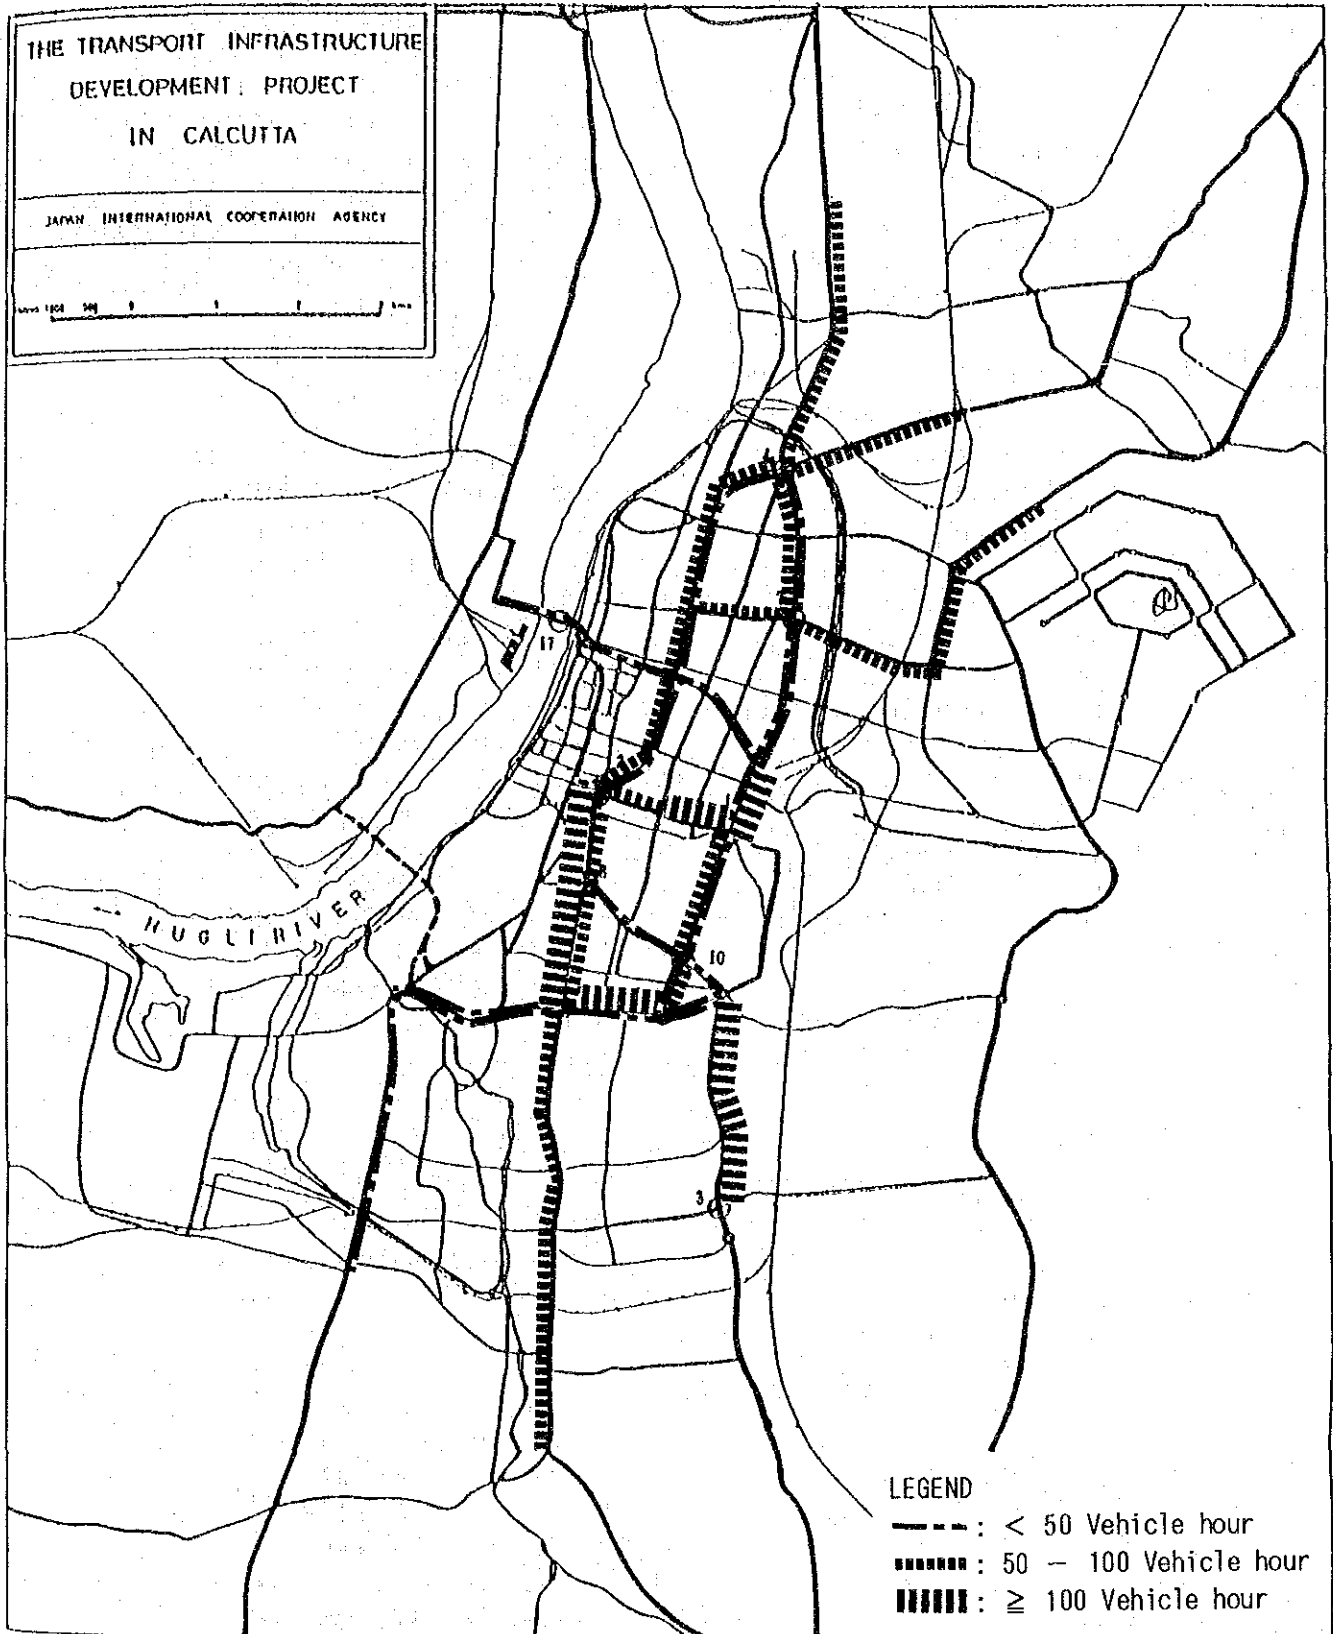 THE TRANSPORT INFRASTRUCTURE
DEVELOPMENT PROJECT
IN CALCUTTA
JAPAN INTERNATIONAL COOPERATION AGENCY
17
10
HUGLI RIVER
3
LEGEND
: < 50 Vehicle hour
: 50 - 100 Vehicle hour
: ≧ 100 Vehicle hour